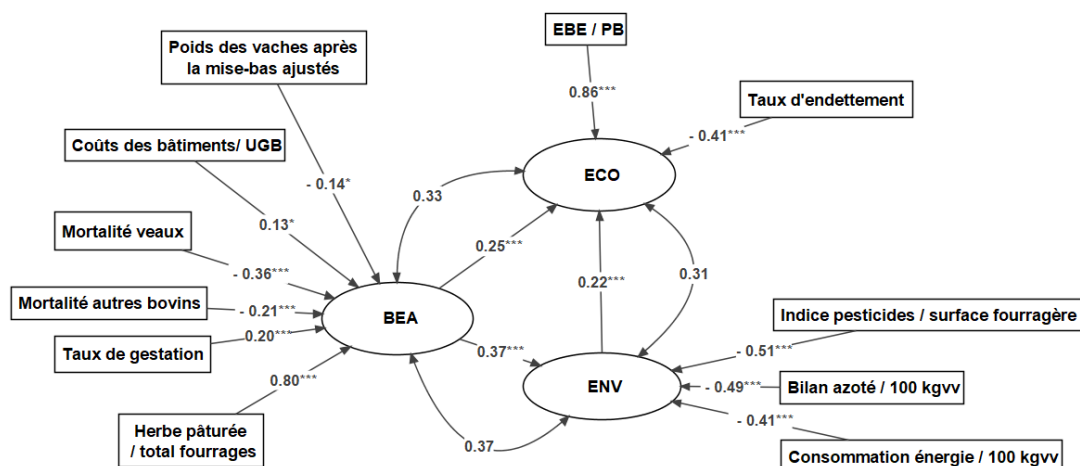 EBE / PB
Poids des vaches après
la mise-bas ajustés
0.86***
Taux d'endettement
- 0.41***
Coûts des bâtiments/ UGB
ECO
- 0.14*
0.33
0.13*
Mortalité veaux
0.25***
- 0.36***
0.31
0.22***
Mortalité autres bovins
- 0.21***
BEA
Indice pesticides / surface fourragère
0.20***
Taux de gestation
0.37***
- 0.51***
0.80***
ENV
- 0.49***
Bilan azoté / 100 kgvv
- 0.41***
Herbe pâturée
/ total fourrages
0.37
Consommation énergie / 100 kgvv